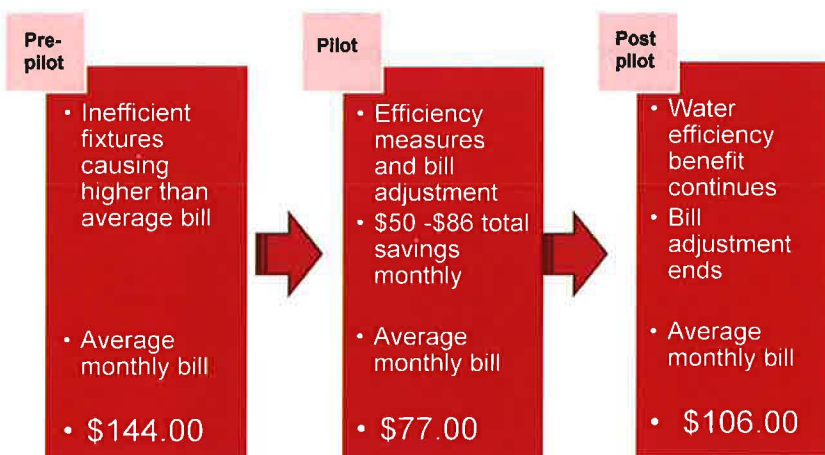 Pre-
pilot
• Inefficient
fixtures
causing
higher than
average bill
• Average
monthly bill
• $144.00
Pilot
• Efficiency
measures
and bill
adjustment
• $50 -$86 total
savings
monthly
• Average
monthly bill
• $77.00
Post
pilot
• Water
efficiency
benefit
continues
• Bill
adjustment
ends
• Average
monthly bill
• $106.00